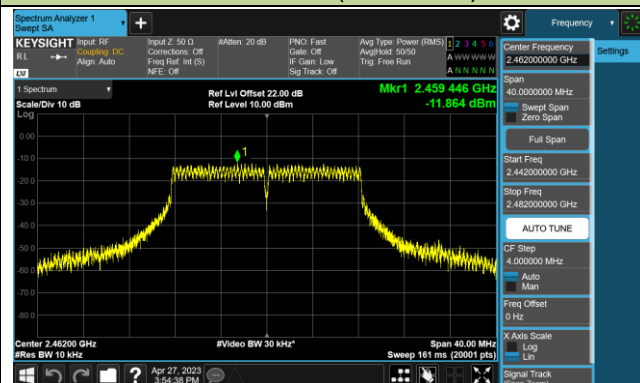 Spectrum Analyzer 1
Swept SA
+
Frequency
KEYSIGHT
RL
LXI
Input: RF
Coupling: DC
Align: Auto
Input Z: 50 Ω
Corrections: Off
Freq Ref: Int (S)
NFE: Off
#Atten: 20 dB
PNO: Fast
Gate: Off
IF Gain: Low
Sig Track: Off
Avg Type: Power (RMS)
Avg|Hold: 50/50
Trig: Free Run
1 2 3 4 5 6
A W W W W W
A N N N N N
1 Spectrum
Scale/Div 10 dB
Log
Ref Lvl Offset 22.00 dB
Ref Level 10.00 dBm
Mkr1 2.459 446 GHz
-11.864 dBm
1
0.00
-10.0
-20.0
-30.0
-40.0
-50.0
-60.0
-70.0
-80.0
Center 2.46200 GHz
#Res BW 10 kHz
#Video BW 30 kHz*
Span 40.00 MHz
Sweep 161 ms (20001 pts)
Apr 27, 2023
3:54:38 PM
?
Center Frequency
2.462000000 GHz
Settings
Span
40.0000000 MHz
Swept Span
Zero Span
Full Span
Start Freq
2.442000000 GHz
Stop Freq
2.482000000 GHz
AUTO TUNE
CF Step
4.000000 MHz
Auto
Man
Freq Offset
0 Hz
X Axis Scale
Log
Lin
Signal Track